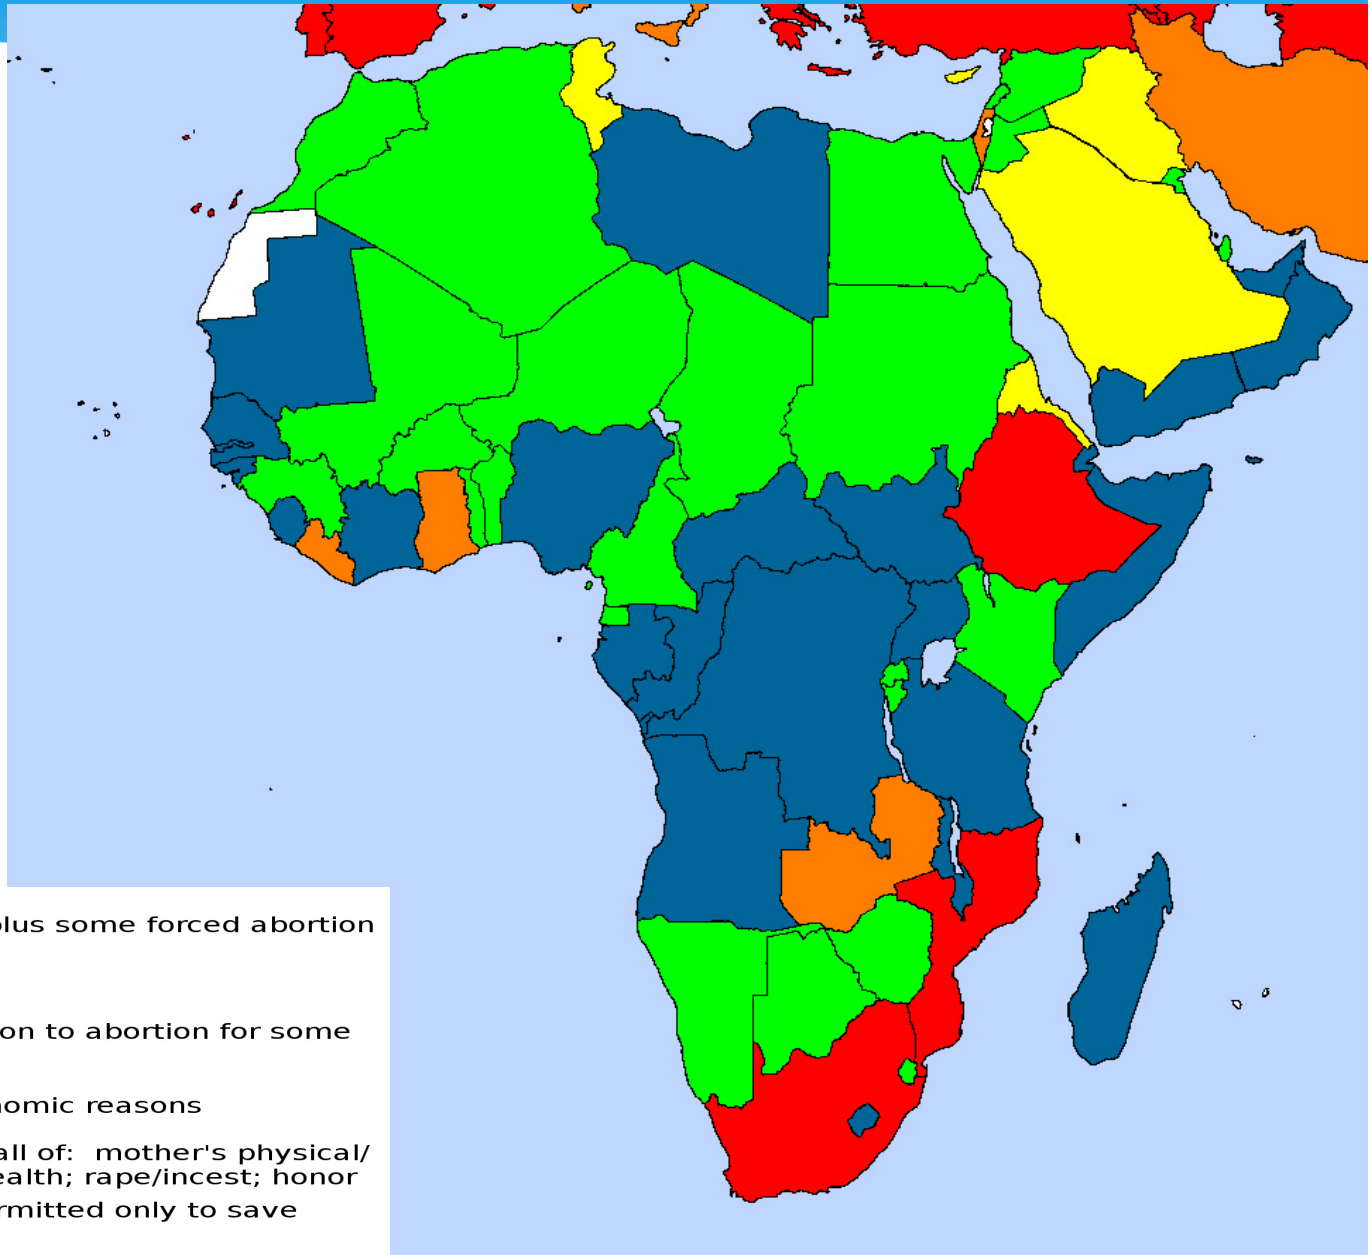 plus some forced abortion
on to abortion for some
nomic reasons
all of: mother's physical/
ealth; rape/incest; honor
rmitted only to save